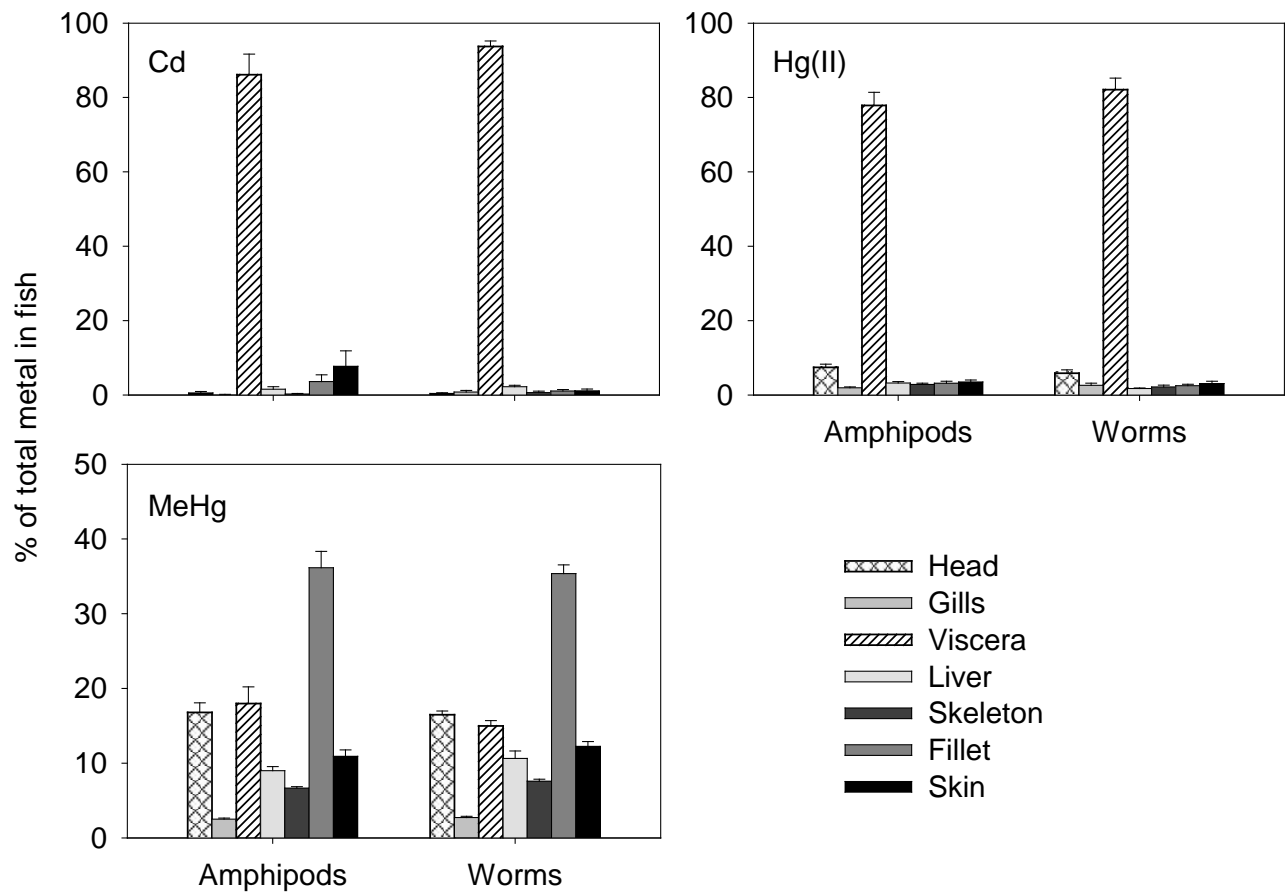 % of total metal in fish
100
80
60
40
20
0
Cd
100
80
60
40
20
0
Hg(II)
Amphipods Worms
50
40
30
20
10
0
MeHg
Amphipods Worms
Head
Gills
Viscera
Liver
Skeleton
Fillet
Skin